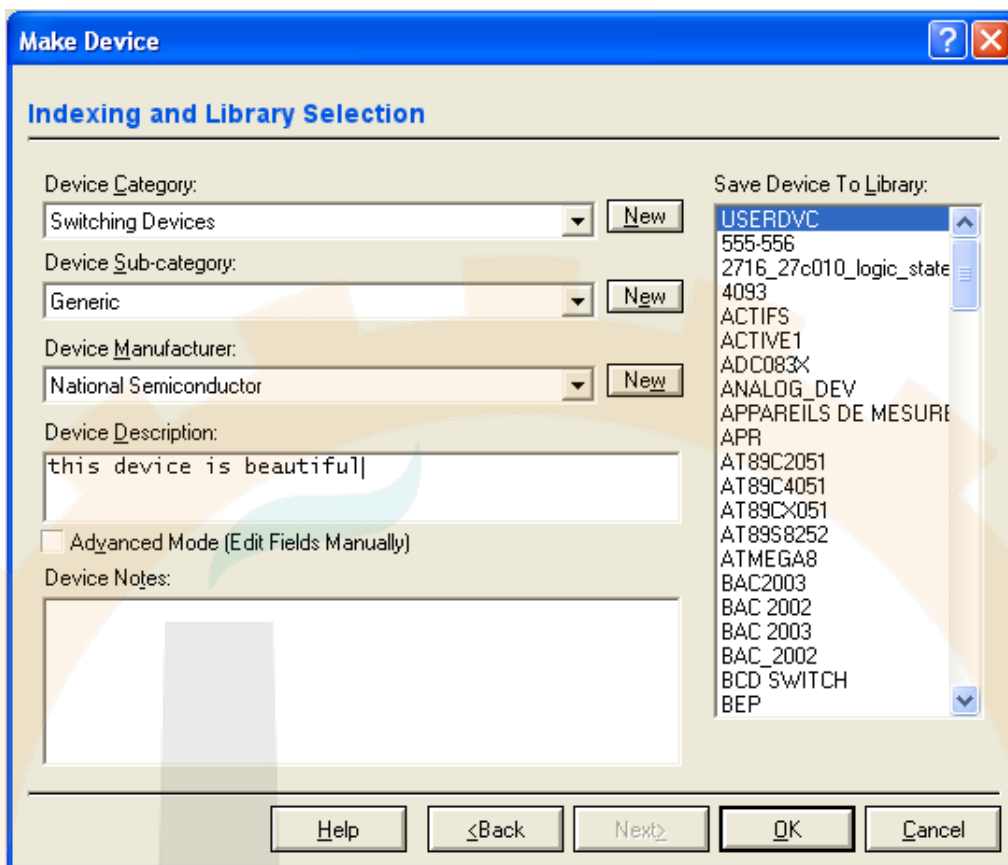 Make Device
?
Indexing and Library Selection
Device Category:
Switching Devices
New
Device Sub-category:
Generic
New
Device Manufacturer:
National Semiconductor
New
Device Description:
this device is beautiful
Advanced Mode (Edit Fields Manually)
Device Notes:
Save Device To Library:
USERDVC
555-556
2716_27c010_logic_state
4093
ACTIFS
ACTIVE1
ADC083X
ANALOG_DEV
APPAREILS DE MESURE
APR
AT89C2051
AT89C4051
AT89CX051
AT89S8252
ATMEGA8
BAC2003
BAC 2002
BAC 2003
BAC_2002
BCD SWITCH
BEP
Help
<Back
Next>
OK
Cancel